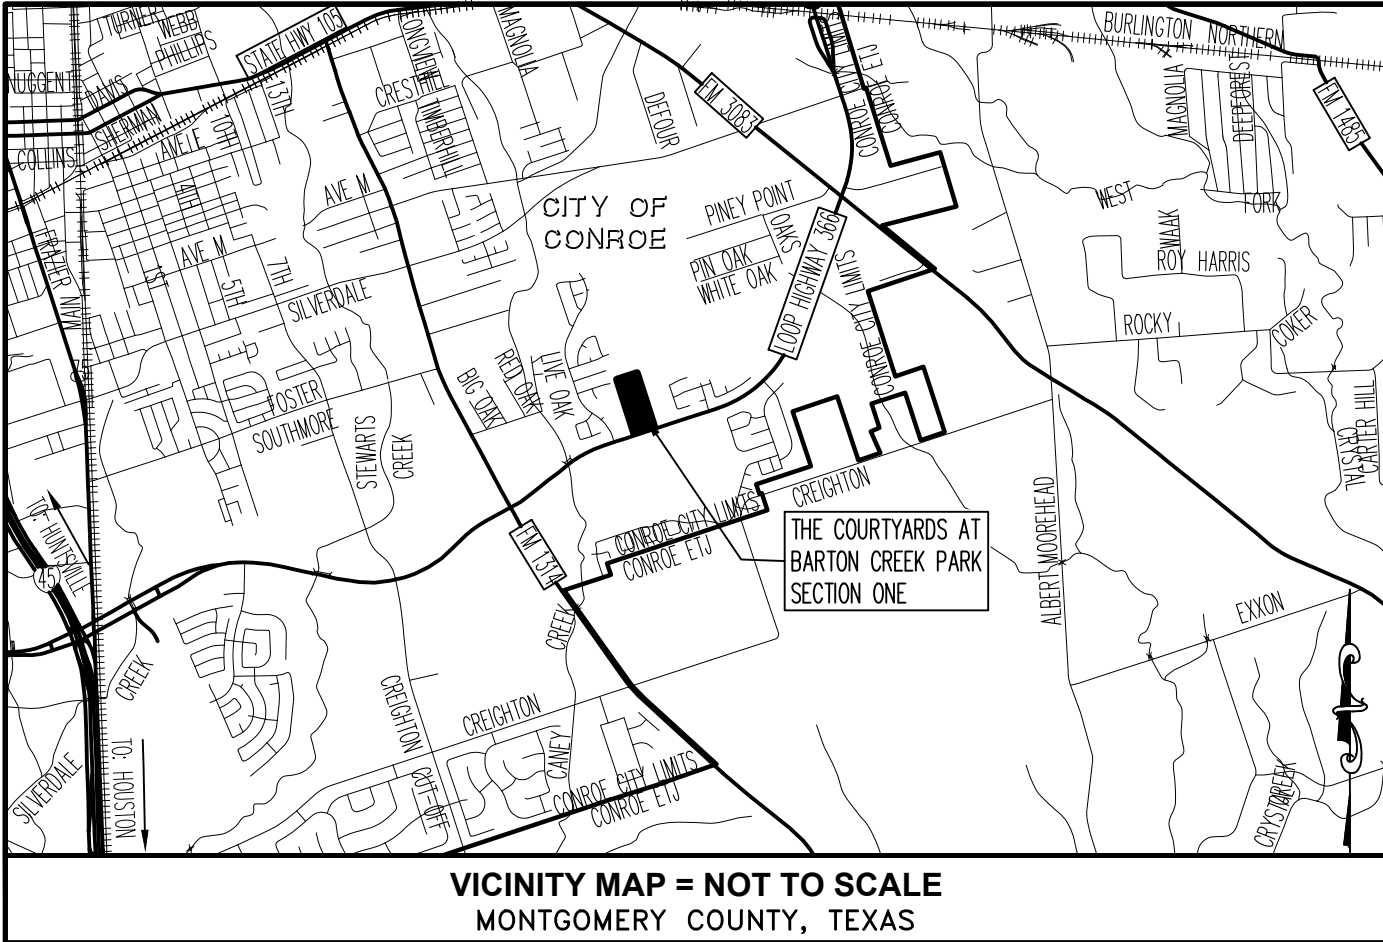 TURNER
WEBB
PHILLIPS
STATE HWY 105
LONGVIEW
MAGNOLIA
BURLINGTON NORTHERN
NUGGENT
DAVIS
SHERMAN
COLLINS
AVE E
10TH
13TH
CRESTHILL
TIMBERHILL
DEFOUR
FM 3083
CONROE CITY LIMITS
CONROE ETJ
MAGNOLIA
DEEPFOREST
FM 1485
4TH
AVE M
CITY OF
CONROE
PINEY POINT
OAKS
PIN OAK
WHITE OAK
LOOP HIGHWAY 366
WEST
FORK
WAAK
ROY HARRIS
FRAZIER
MAIN
AVE M
1ST
5TH
7TH
SILVERDALE
CONROE CITY LIMITS
ROCKY
COKER
75
FOSTER
SOUTHMORE
STEWARTS
CREEK
BIG OAK
RED OAK
LIVE OAK
CARTER HILL
CRYSTAL
TO: HUNTSVILLE
45
FM 1314
CONROE CITY LIMITS
CONROE ETJ
CREIGHTON
THE COURTYARDS AT
BARTON CREEK PARK
SECTION ONE
ALBERT MOOREHEAD
EXXON
CREEK
CREEK
CREIGHTON
CUT-OFF
CREIGHTON
CANEY
CONROE CITY LIMITS
CONROE ETJ
SILVERDALE
TO: HOUSTON
CRYSTAL
CREEK
VICINITY MAP = NOT TO SCALE
MONTGOMERY COUNTY, TEXAS